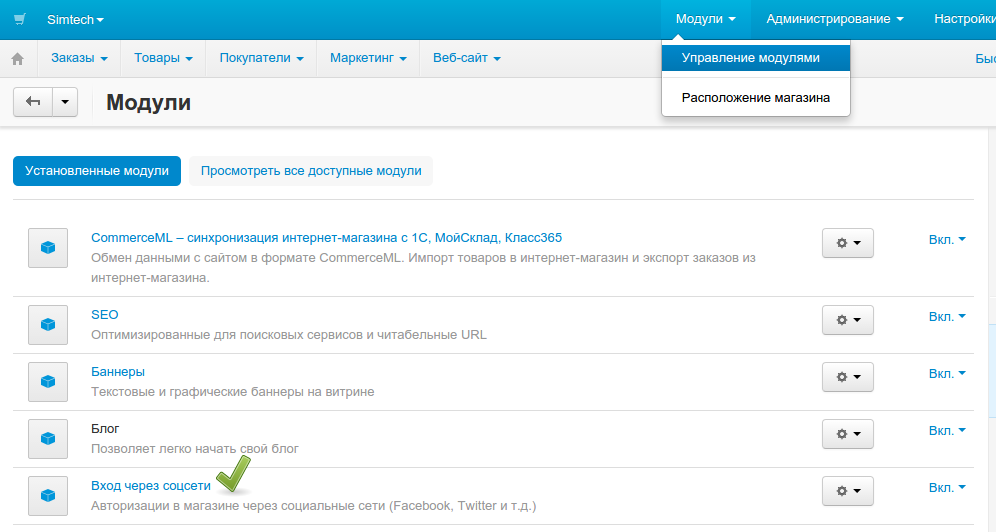 Simtech
Модули
Администрирование
Настройки
Заказы
Товары
Покупатели
Маркетинг
Веб-сайт
Управление модулями
Расположение магазина
Модули
Установленные модули
Просмотреть все доступные модули
CommerceML – синхронизация интернет-магазина с 1С, МойСклад, Класс365
Вкл.
Обмен данными с сайтом в формате CommerceML. Импорт товаров в интернет-магазин и экспорт заказов из
интернет-магазина.
SEO
Вкл.
Оптимизированные для поисковых сервисов и читабельные URL
Баннеры
Вкл.
Текстовые и графические баннеры на витрине
Блог
Вкл.
Позволяет легко начать свой блог
Вход через соцсети
Вкл.
Авторизации в магазине через социальные сети (Facebook, Twitter и т.д.)